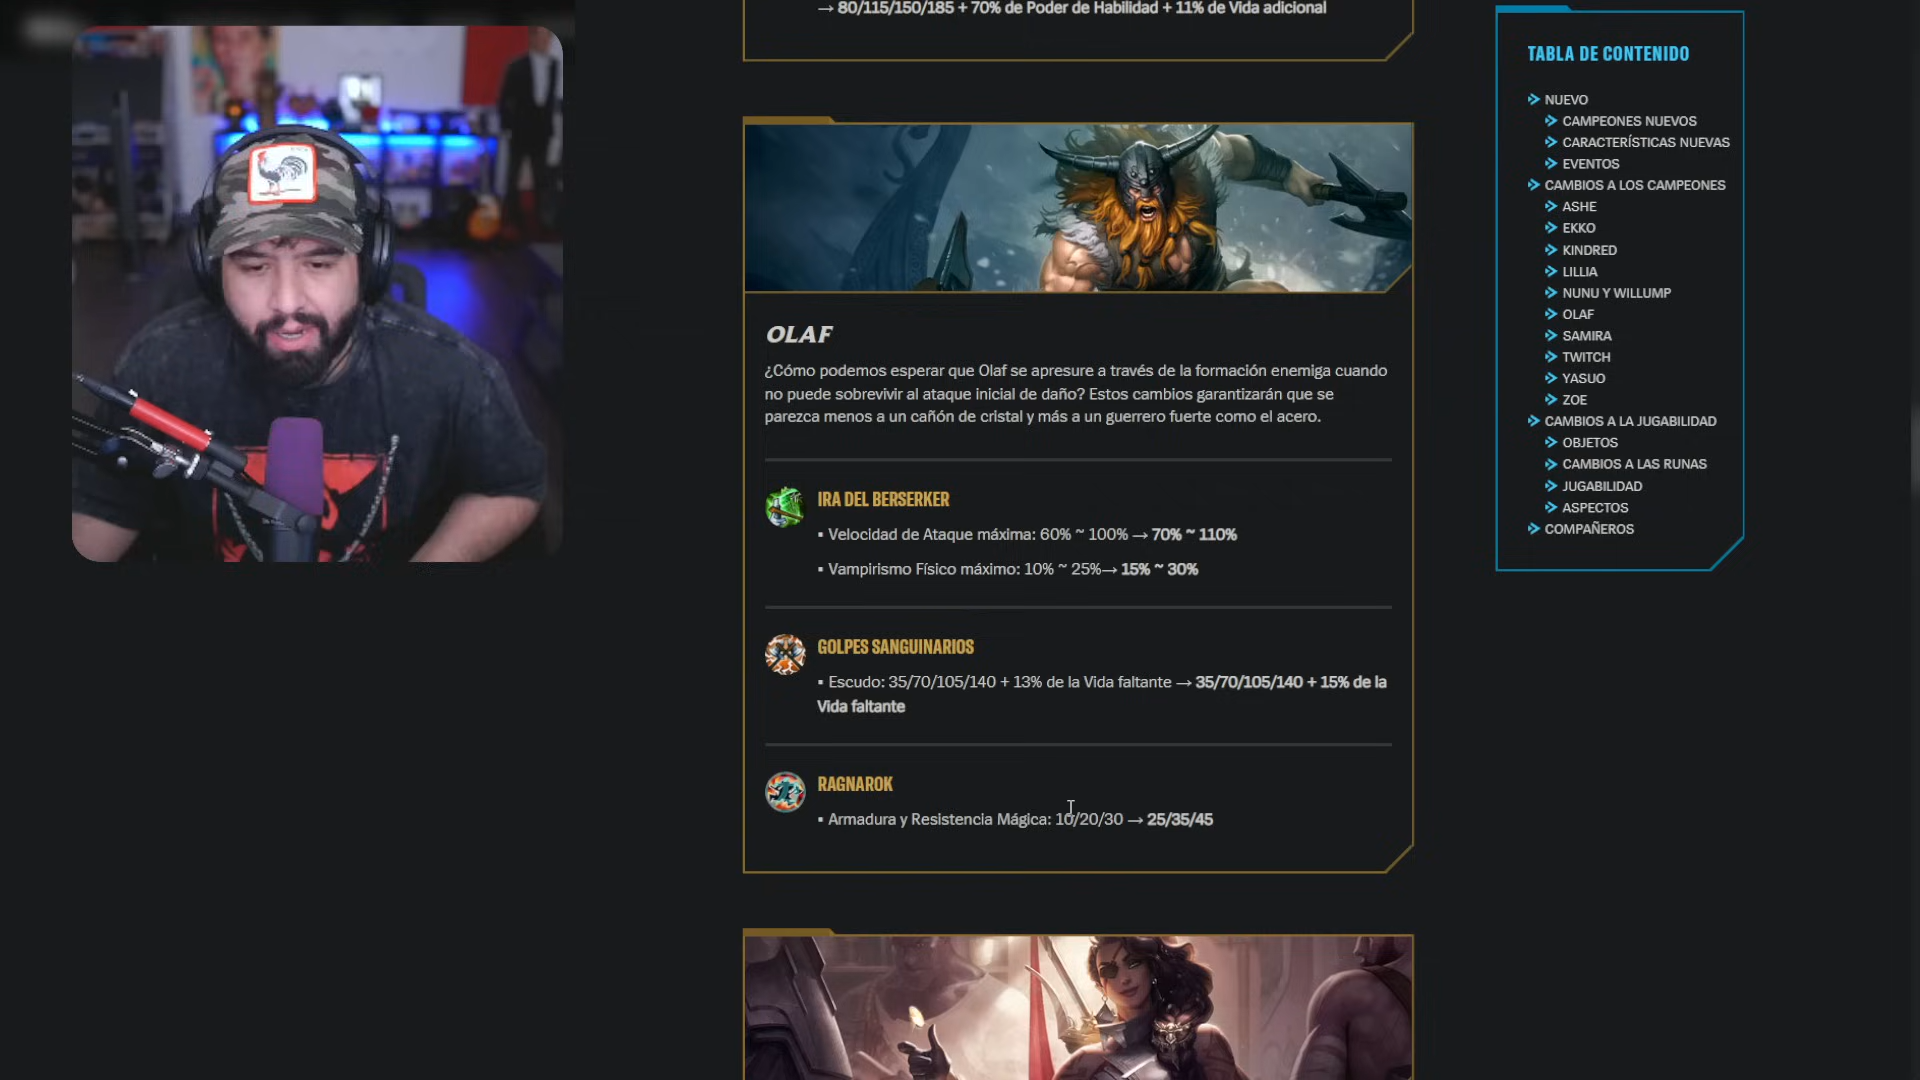 → 80/115/150/185 + 70% de Poder de Habilidad + 11% de Vida adicional
OLAF
¿Cómo podemos esperar que Olaf se apresure a través de la formación enemiga cuando
no puede sobrevivir al ataque inicial de daño? Estos cambios garantizarán que se
parezca menos a un cañón de cristal y más a un guerrero fuerte como el acero.
IRA DEL BERSERKER
▪ Velocidad de Ataque máxima: 60% ~ 100% → 70% ~ 110%
▪ Vampirismo Físico máximo: 10% ~ 25%→ 15% ~ 30%
GOLPES SANGUINARIOS
▪ Escudo: 35/70/105/140 + 13% de la Vida faltante → 35/70/105/140 + 15% de la
Vida faltante
RAGNAROK
▪ Armadura y Resistencia Mágica: 10/20/30 → 25/35/45
TABLA DE CONTENIDO
NUEVO
CAMPEONES NUEVOS
CARACTERÍSTICAS NUEVAS
EVENTOS
CAMBIOS A LOS CAMPEONES
ASHE
EKKO
KINDRED
LILLIA
NUNU Y WILLUMP
OLAF
SAMIRA
TWITCH
YASUO
ZOE
CAMBIOS A LA JUGABILIDAD
OBJETOS
CAMBIOS A LAS RUNAS
JUGABILIDAD
ASPECTOS
COMPAÑEROS